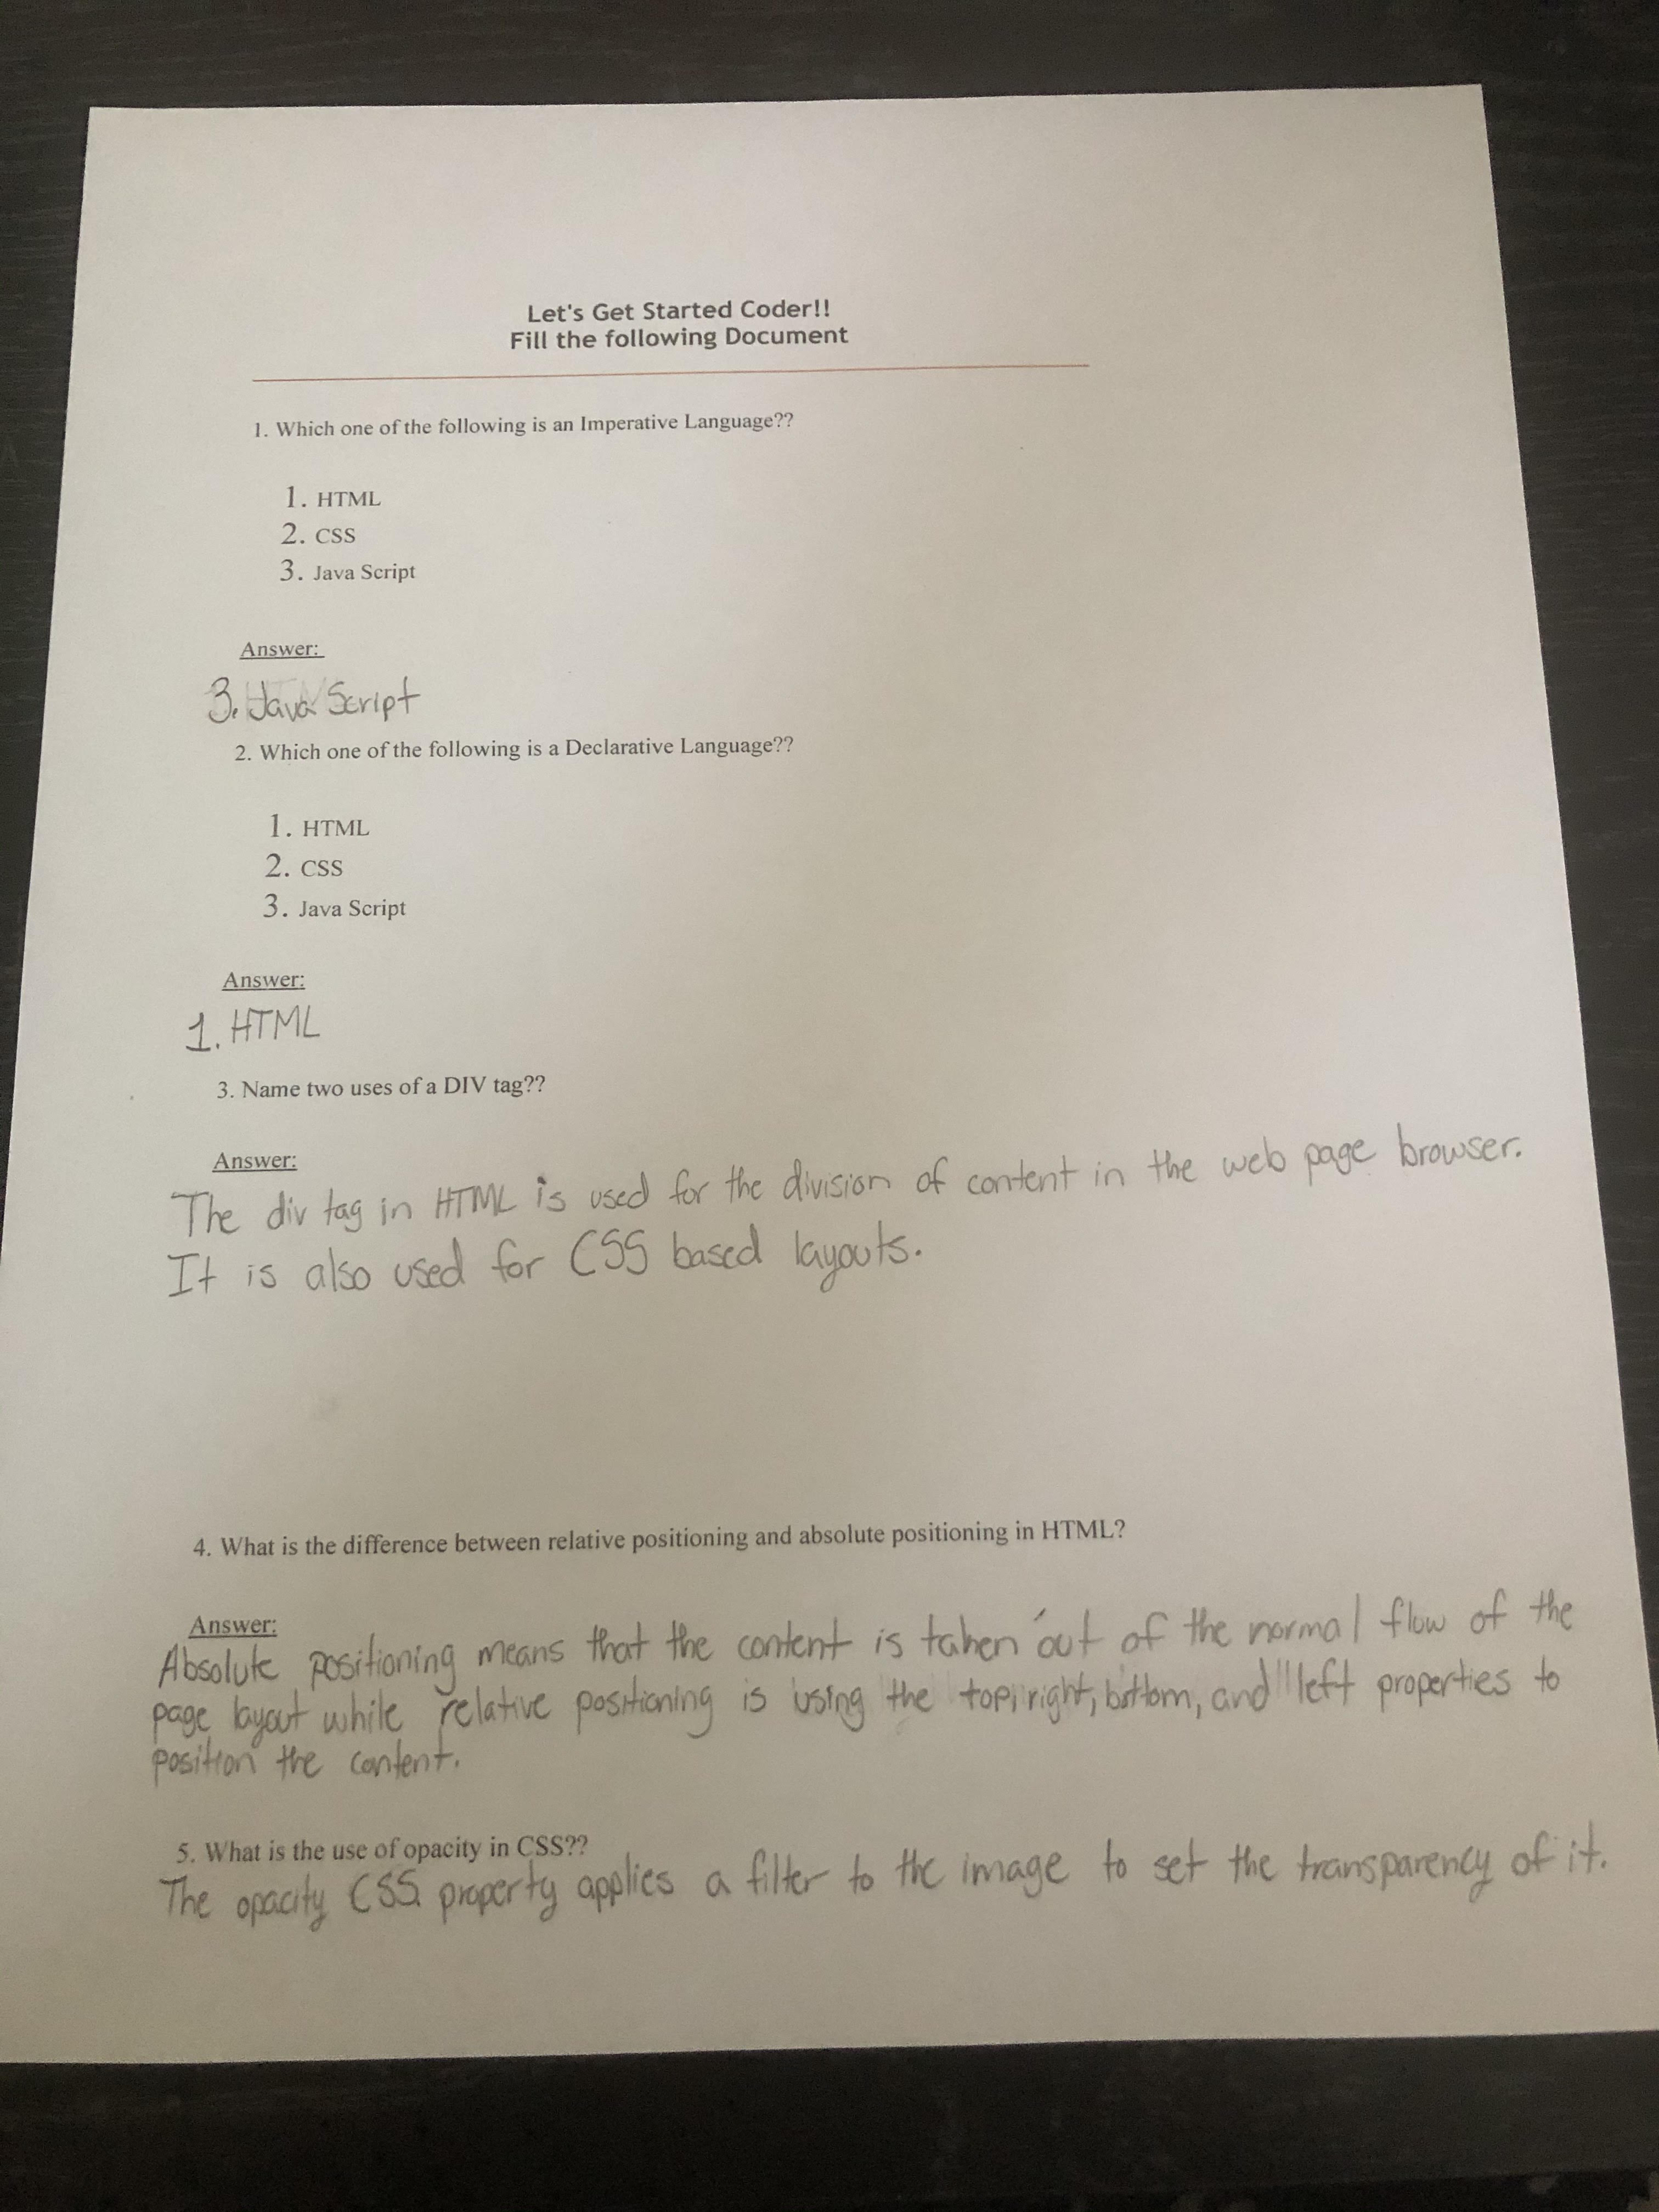 Let's Get Started Coder!!
Fill the following Document
1. Which one of the following is an Imperative Language??
1. HTML
2. CSS
3. Java Script
Answer:
3. Java Script
2. Which one of the following is a Declarative Language??
1. HTML
2. CSS
3. Java Script
Answer:
1. HTML
3. Name two uses of a DIV tag??
Answer:
The div tag in HTML is used for the division of content in the web page browser.
It is also used for CSS based layouts.
4. What is the difference between relative positioning and absolute positioning in HTML?
Answer:
Absolute positioning means that the content is taken out of the normal flow of the
page layout while relative positioning is using the top, right, bottom, and left properties to
position the content.
5. What is the use of opacity in CSS??
The opacity CSS property applies a filter to the image to set the transparency of it.